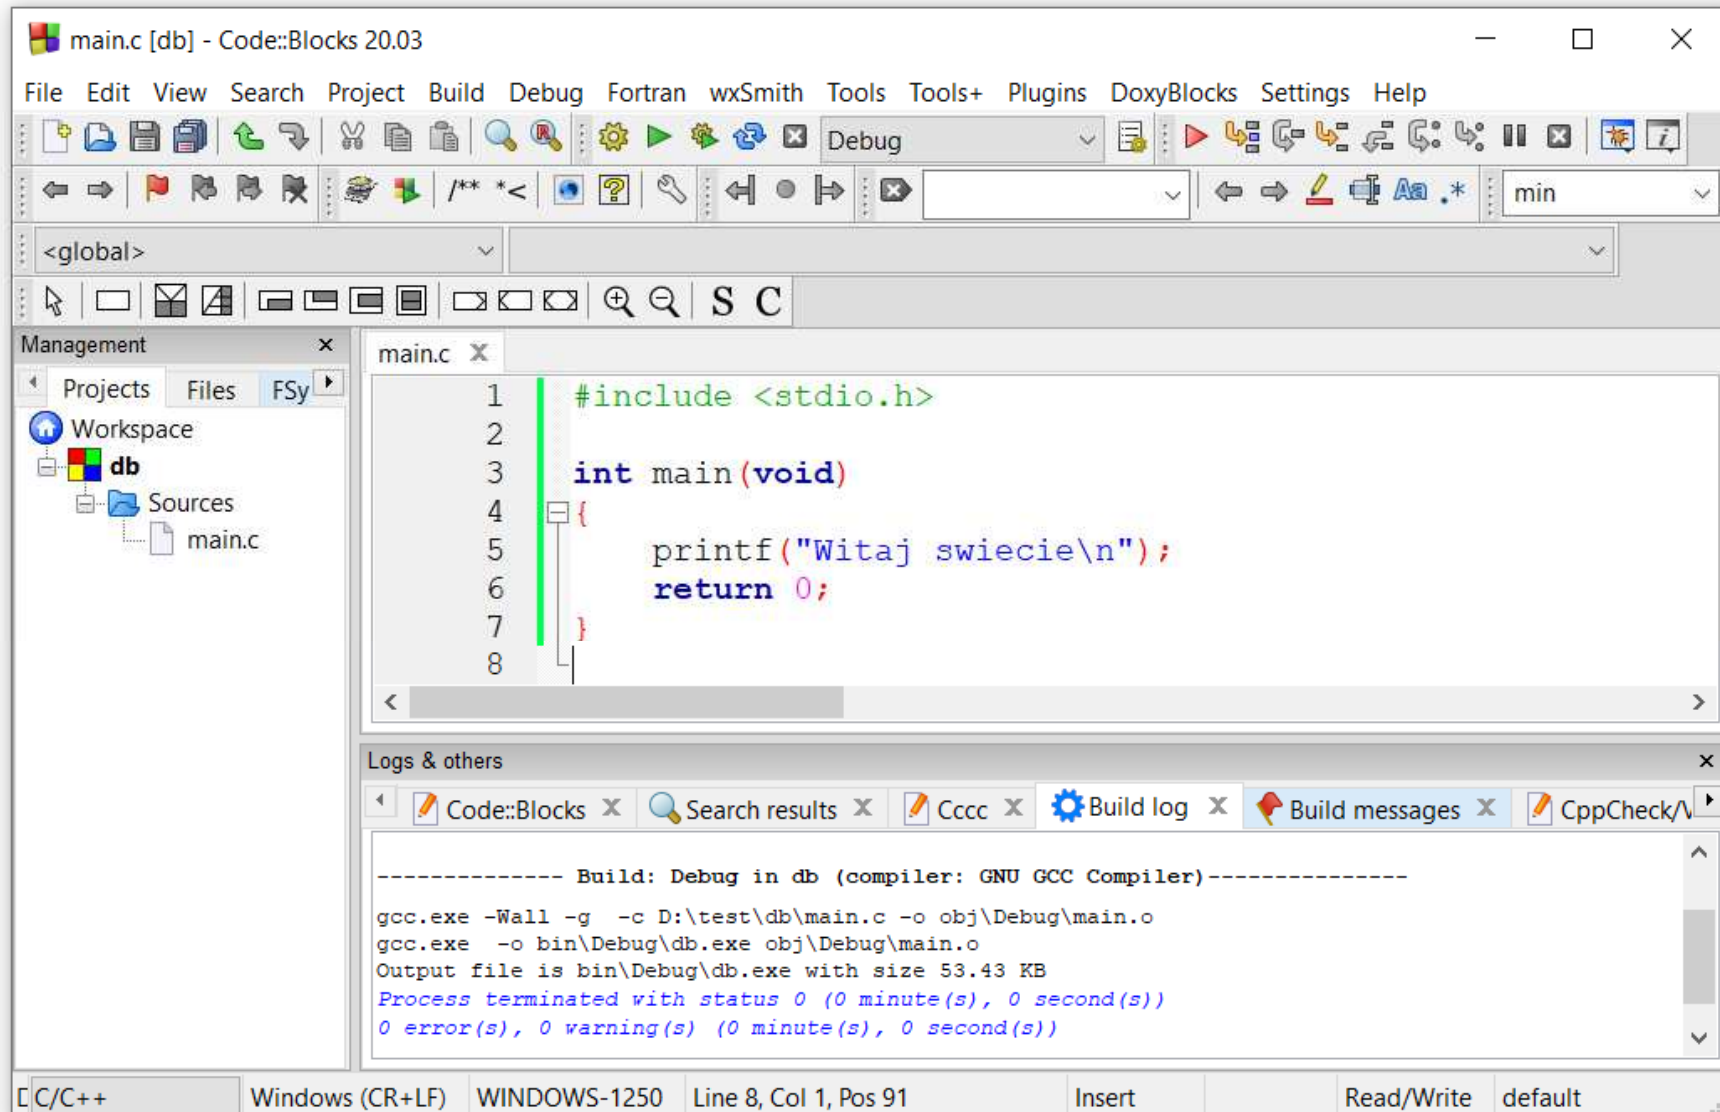 main.c [db] - Code::Blocks 20.03
File Edit View Search Project Build Debug Fortran wxSmith Tools Tools+ Plugins DoxyBlocks Settings Help
Debug
/** *< min
<global>
S C
Management
Projects Files FSy
Workspace
db
Sources
main.c
main.c
1 #include <stdio.h>
2
3 int main(void)
4 {
5 printf("Witaj swiecie\n");
6 return 0;
7 }
8
Logs & others
Code::Blocks Search results Cccc Build log Build messages CppCheck/V
-------------- Build: Debug in db (compiler: GNU GCC Compiler)---------------
gcc.exe -Wall -g  -c D:\test\db\main.c -o obj\Debug\main.o
gcc.exe  -o bin\Debug\db.exe obj\Debug\main.o
Output file is bin\Debug\db.exe with size 53.43 KB
Process terminated with status 0 (0 minute(s), 0 second(s))
0 error(s), 0 warning(s) (0 minute(s), 0 second(s))
C/C++ Windows (CR+LF) WINDOWS-1250 Line 8, Col 1, Pos 91 Insert Read/Write default